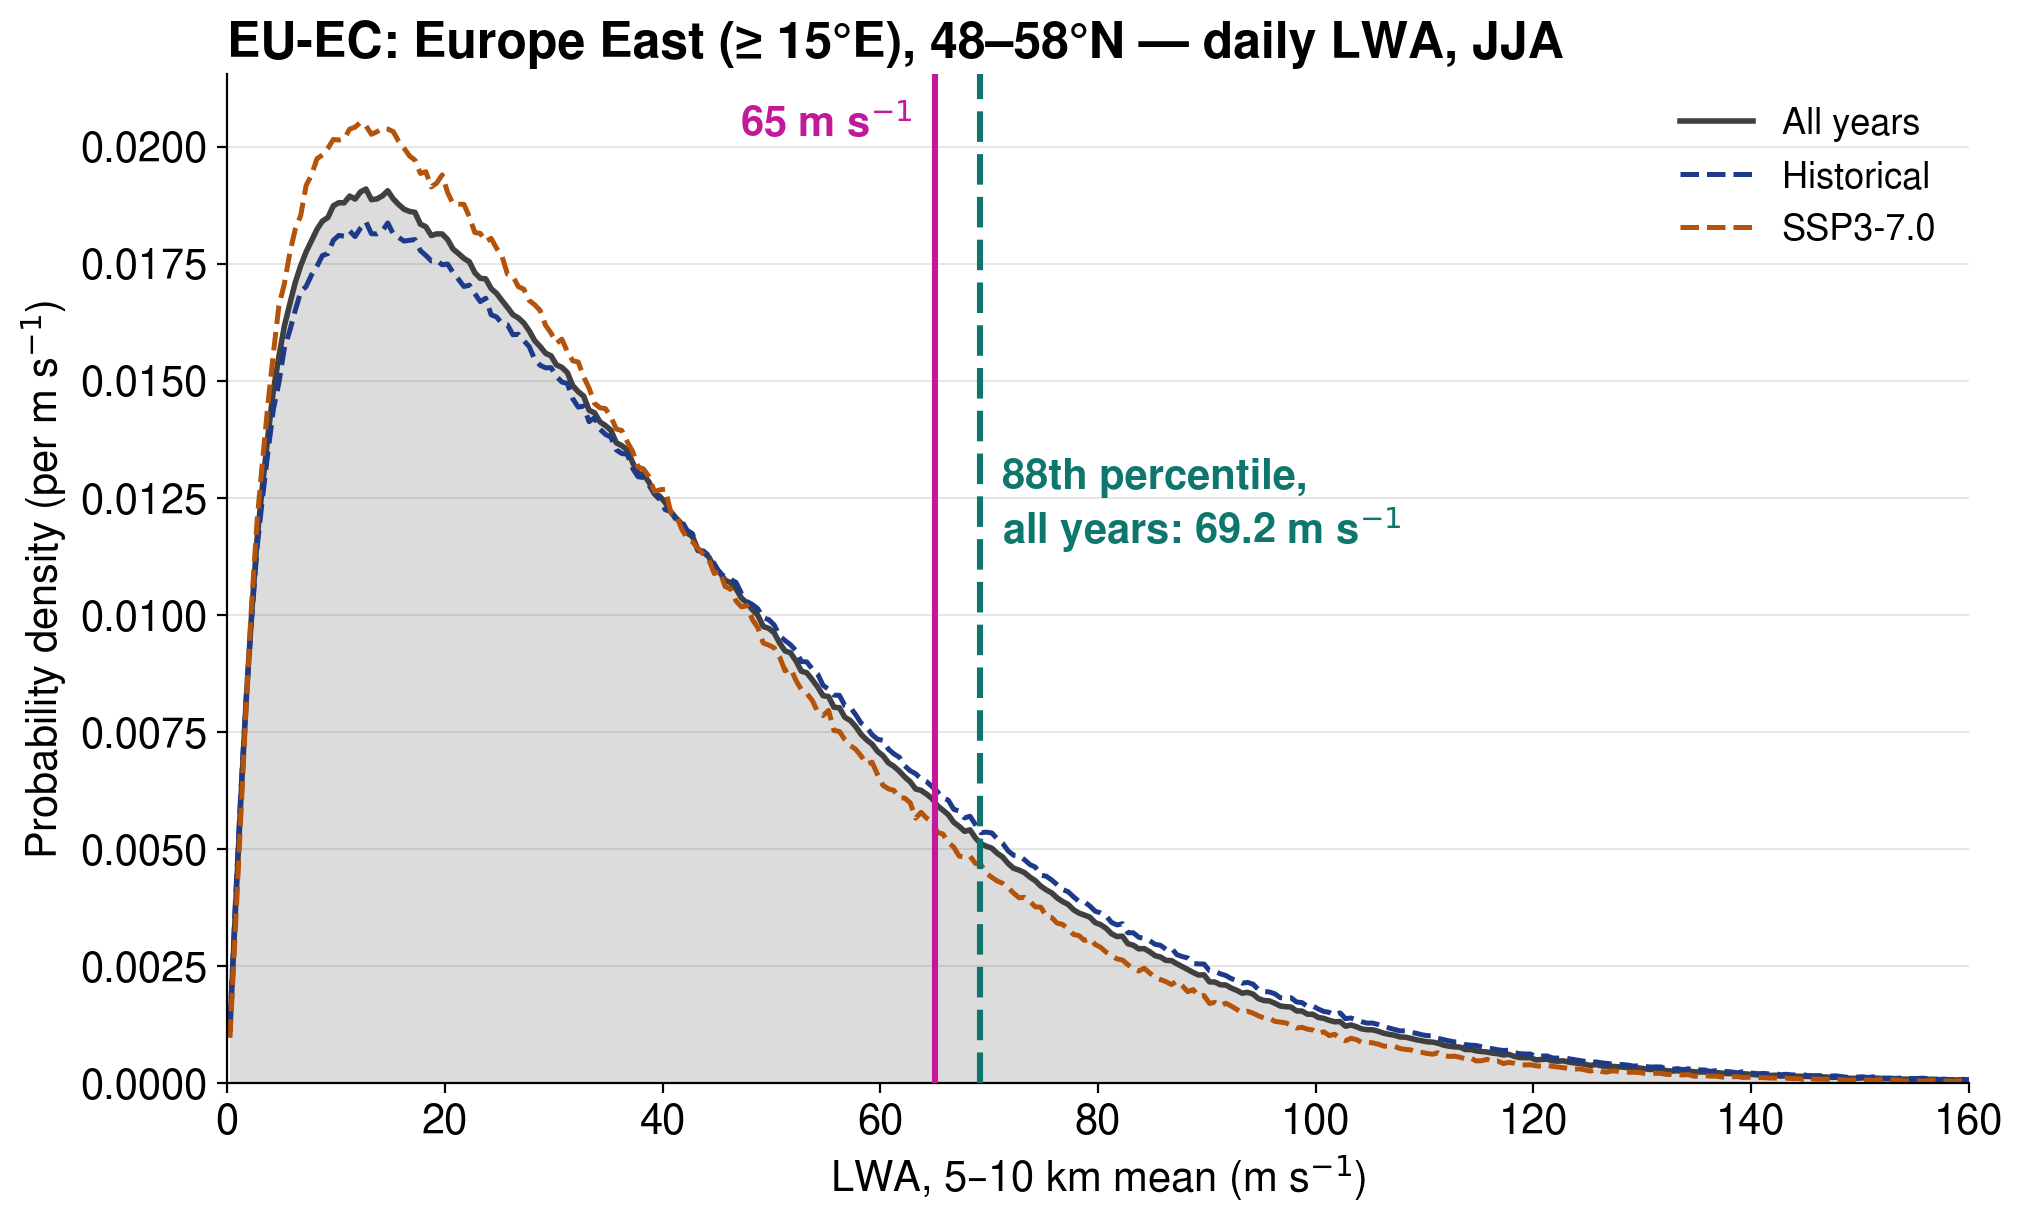 EU-EC: Europe East (≥ 15°E), 48–58°N — daily LWA, JJA
65 m s⁻¹
All years
Historical
SSP3-7.0
88th percentile,
all years: 69.2 m s⁻¹
Probability density (per m s⁻¹)
0.0200
0.0175
0.0150
0.0125
0.0100
0.0075
0.0050
0.0025
0.0000
0 20 40 60 80 100 120 140 160
LWA, 5–10 km mean (m s⁻¹)